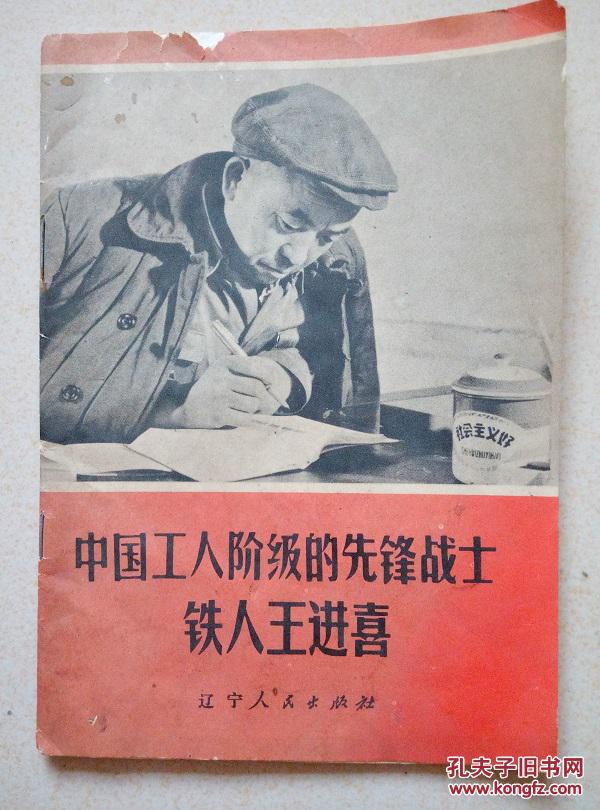 社会主义好
中国工人阶级的先锋战士
铁人王进喜
辽宁人民出版社
孔夫子旧书网
www.kongfz.com